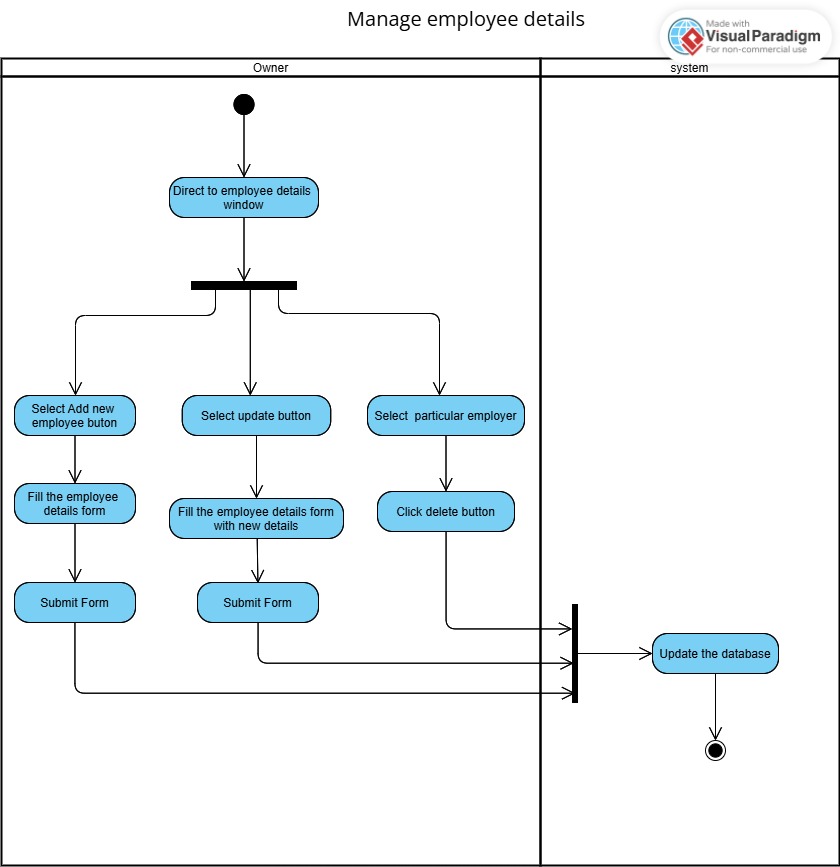 Manage employee details
Made with
VisualParadigm
For non-commercial use
Owner
system
Direct to employee details
window
Select Add new
employee buton
Select update button
Select  particular employer
Fill the employee
details form
Fill the employee details form
with new details
Click delete button
Submit Form
Submit Form
Update the database